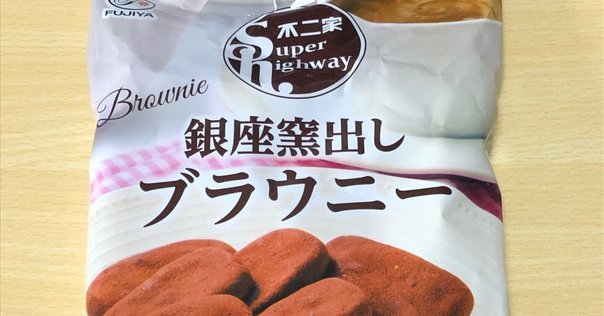 FUJIYA
不二家
Super
Highway
Brownie
銀座窯出し
ブラウニー